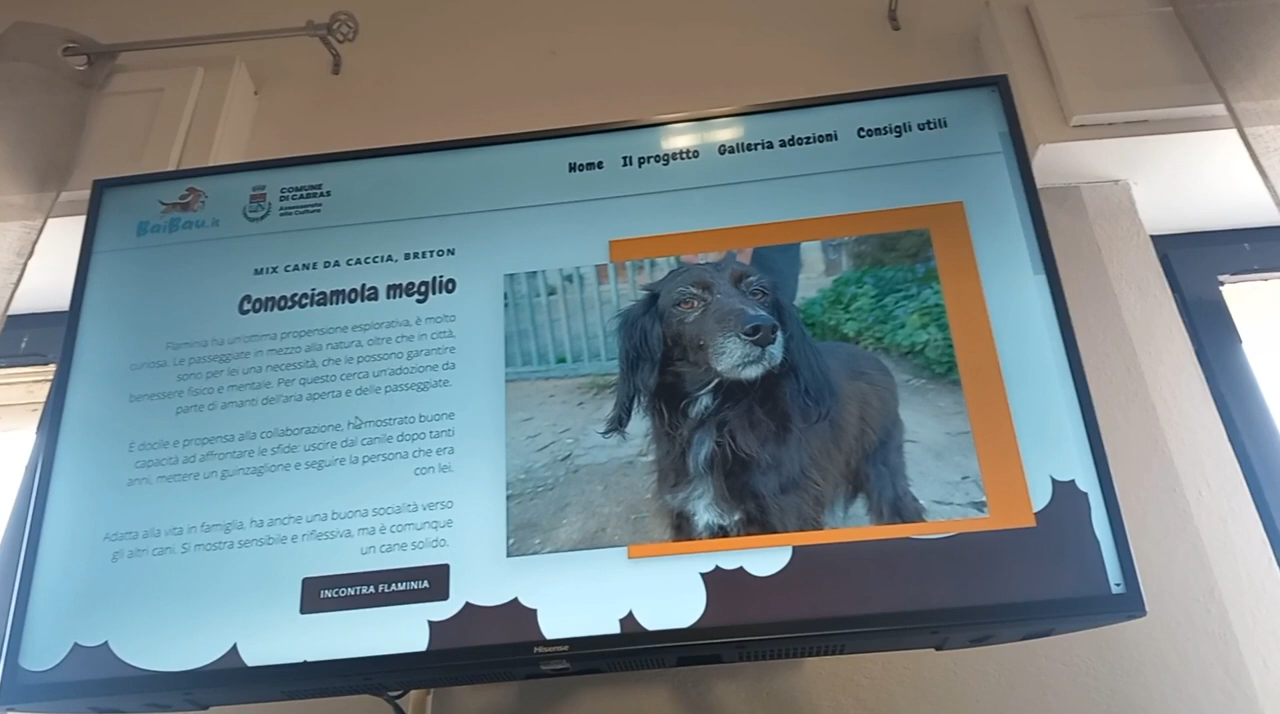 Home Il progetto Galleria adozioni Consigli utili
BaiBau.it
COMUNE
DI CABRAS
Assessorato
alla Cultura
MIX CANE DA CACCIA, BRETON
Conosciamola meglio
Flaminia ha un'ottima propensione esplorativa, è molto
curiosa. Le passeggiate in mezzo alla natura, oltre che in città,
sono per lei una necessità, che le possono garantire
benessere fisico e mentale. Per questo cerca un'adozione da
parte di amanti dell'aria aperta e delle passeggiate.
È docile e propensa alla collaborazione, ha mostrato buone
capacità ad affrontare le sfide: uscire dal canile dopo tanti
anni, mettere un guinzaglione e seguire la persona che era
con lei.
Adatta alla vita in famiglia, ha anche una buona socialità verso
gli altri cani. Si mostra sensibile e riflessiva, ma è comunque
un cane solido.
INCONTRA FLAMINIA
Hisense